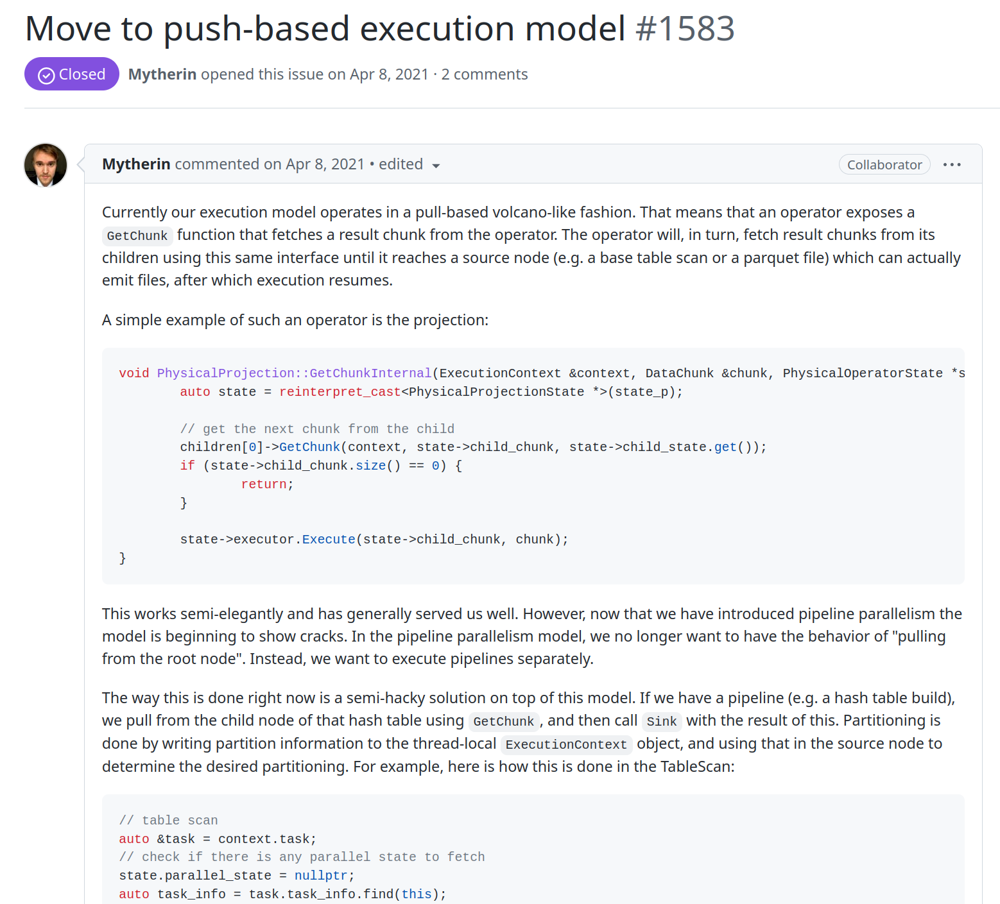 Move to push-based execution model #1583
Closed Mytherin opened this issue on Apr 8, 2021 · 2 comments
Mytherin commented on Apr 8, 2021 • edited Collaborator
Currently our execution model operates in a pull-based volcano-like fashion. That means that an operator exposes a
GetChunk function that fetches a result chunk from the operator. The operator will, in turn, fetch result chunks from its
children using this same interface until it reaches a source node (e.g. a base table scan or a parquet file) which can actually
emit files, after which execution resumes.
A simple example of such an operator is the projection:
void PhysicalProjection::GetChunkInternal(ExecutionContext &context, DataChunk &chunk, PhysicalOperatorState *s
auto state = reinterpret_cast<PhysicalProjectionState *>(state_p);
// get the next chunk from the child
children[0]->GetChunk(context, state->child_chunk, state->child_state.get());
if (state->child_chunk.size() == 0) {
return;
}
state->executor.Execute(state->child_chunk, chunk);
}
This works semi-elegantly and has generally served us well. However, now that we have introduced pipeline parallelism the
model is beginning to show cracks. In the pipeline parallelism model, we no longer want to have the behavior of "pulling
from the root node". Instead, we want to execute pipelines separately.
The way this is done right now is a semi-hacky solution on top of this model. If we have a pipeline (e.g. a hash table build),
we pull from the child node of that hash table using GetChunk, and then call Sink with the result of this. Partitioning is
done by writing partition information to the thread-local ExecutionContext object, and using that in the source node to
determine the desired partitioning. For example, here is how this is done in the TableScan:
// table scan
auto &task = context.task;
// check if there is any parallel state to fetch
state.parallel_state = nullptr;
auto task_info = task.task_info.find(this);